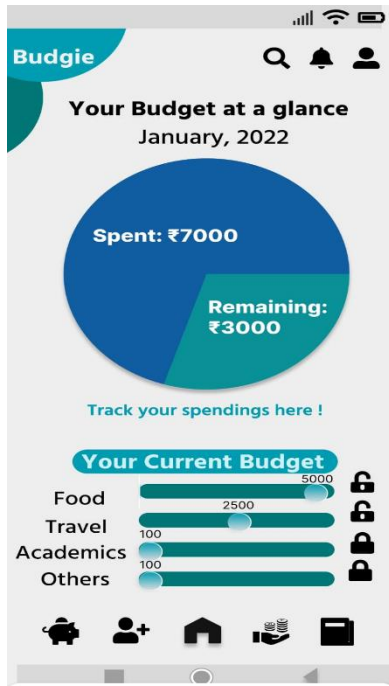 Budgie
Your Budget at a glance
January, 2022
Spent: ₹7000
Remaining:
₹3000
Track your spendings here !
Your Current Budget
5000
Food
2500
Travel
100
Academics
100
Others